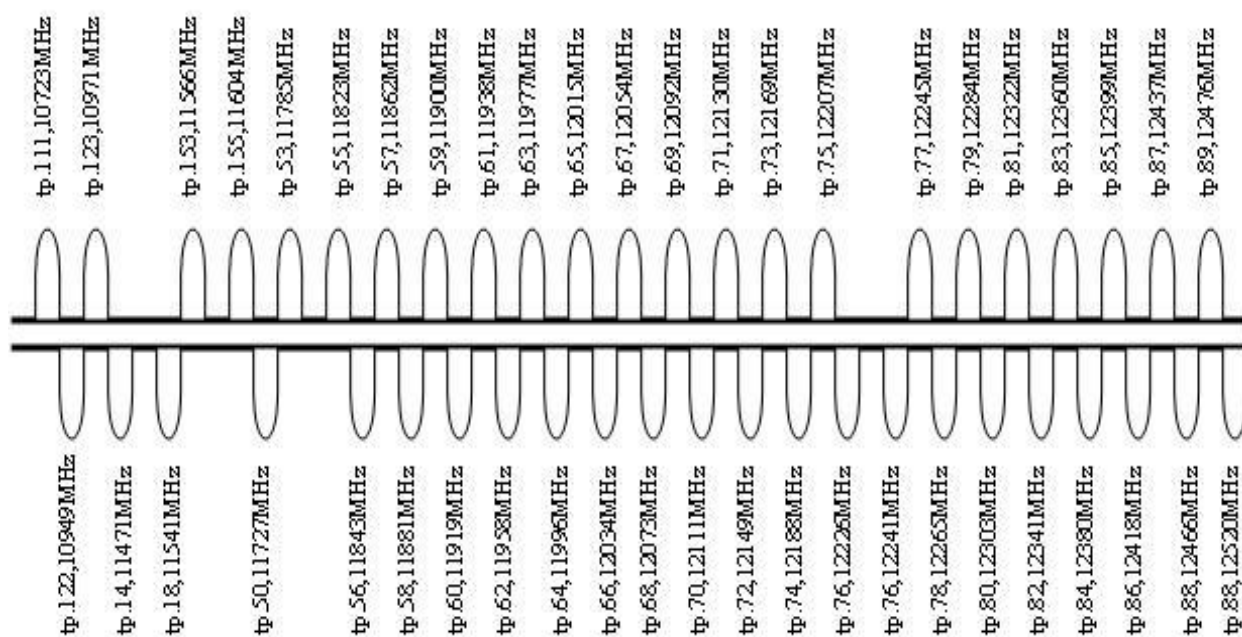 tp.111,10723MHz
tp.123,10971MHz
tp.153,11566MHz
tp.155,11604MHz
tp.53,11785MHz
tp.55,11823MHz
tp.57,11862MHz
tp.59,11900MHz
tp.61,11938MHz
tp.63,11977MHz
tp.65,12015MHz
tp.67,12054MHz
tp.69,12092MHz
tp.71,12130MHz
tp.73,12169MHz
tp.75,12207MHz
tp.77,12245MHz
tp.79,12284MHz
tp.81,12322MHz
tp.83,12360MHz
tp.85,12399MHz
tp.87,12437MHz
tp.89,12476MHz
tp.122,10949MHz
tp.14,11471MHz
tp.18,11541MHz
tp.50,11727MHz
tp.56,11843MHz
tp.58,11881MHz
tp.60,11919MHz
tp.62,11958MHz
tp.64,11996MHz
tp.66,12034MHz
tp.68,12073MHz
tp.70,12111MHz
tp.72,12149MHz
tp.74,12188MHz
tp.76,12226MHz
tp.76,12241MHz
tp.78,12265MHz
tp.80,12303MHz
tp.82,12341MHz
tp.84,12380MHz
tp.86,12418MHz
tp.88,12466MHz
tp.88,12520MHz